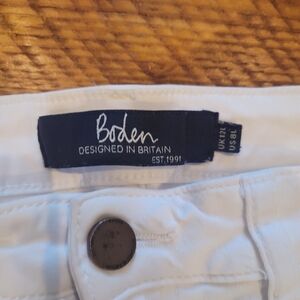 Boden
DESIGNED IN BRITAIN
EST. 1991
UK 12L
US 8L